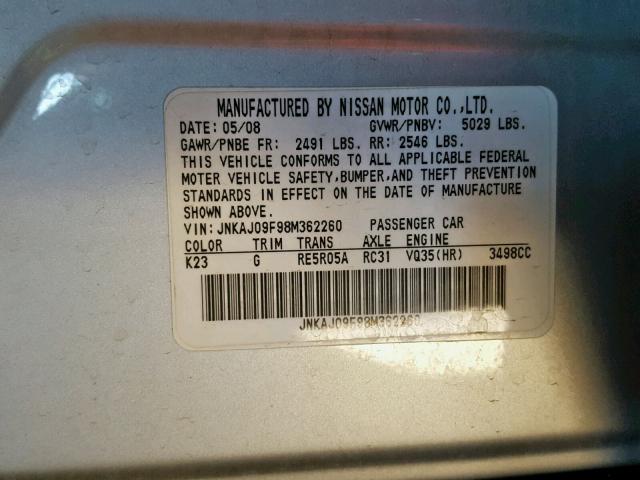 MANUFACTURED BY NISSAN MOTOR CO.,LTD.
DATE: 05/08 GVWR/PNBV: 5029 LBS.
GAWR/PNBE FR: 2491 LBS. RR: 2546 LBS.
THIS VEHICLE CONFORMS TO ALL APPLICABLE FEDERAL
MOTOR VEHICLE SAFETY,BUMPER,AND THEFT PREVENTION
STANDARDS IN EFFECT ON THE DATE OF MANUFACTURE
SHOWN ABOVE.
VIN: JNKAJ09F98M362260 PASSENGER CAR
COLOR TRIM TRANS AXLE ENGINE
K23 G RE5R05A RC31 VQ35(HR) 3498CC
JNKAJ09F98M362260